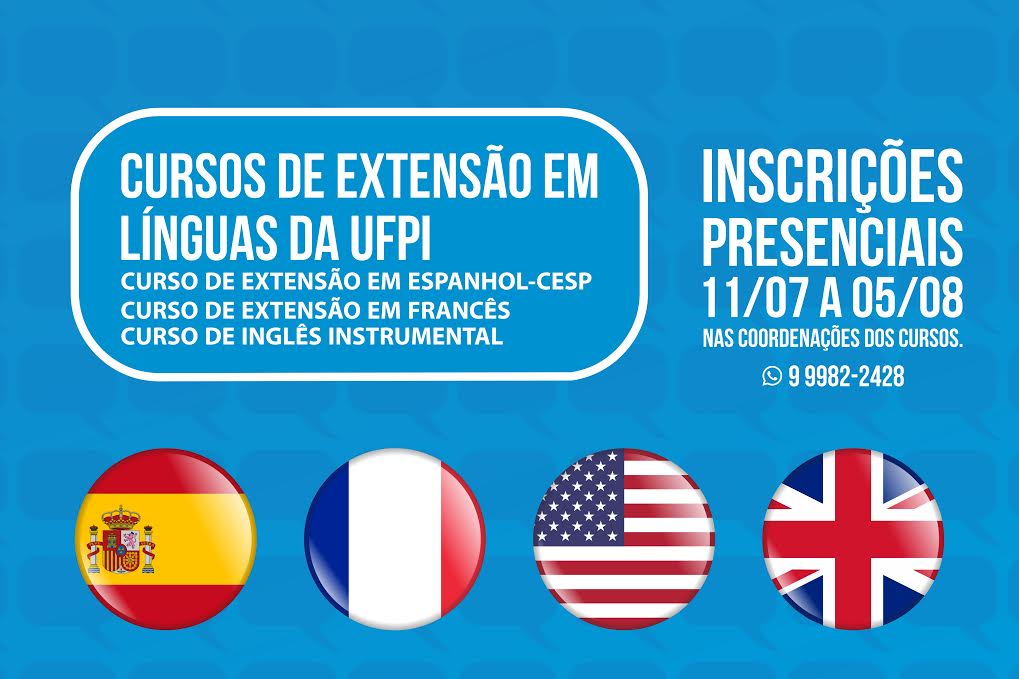 CURSOS DE EXTENSÃO EM
LÍNGUAS DA UFPI
CURSO DE EXTENSÃO EM ESPANHOL-CESP
CURSO DE EXTENSÃO EM FRANCÊS
CURSO DE INGLÊS INSTRUMENTAL
INSCRIÇÕES
PRESENCIAIS
11/07 A 05/08
NAS COORDENAÇÕES DOS CURSOS.
9 9982-2428